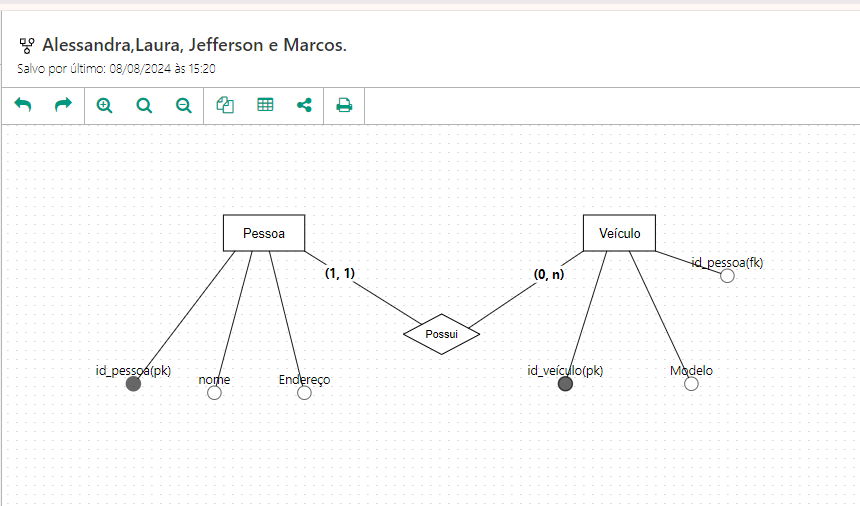 Alessandra,Laura, Jefferson e Marcos.
Salvo por último: 08/08/2024 às 15:20
Pessoa
Veículo
(1, 1)
(0, n)
id_pessoa(fk)
Possui
id_pessoa(pk)
nome
Endereço
id_veículo(pk)
Modelo